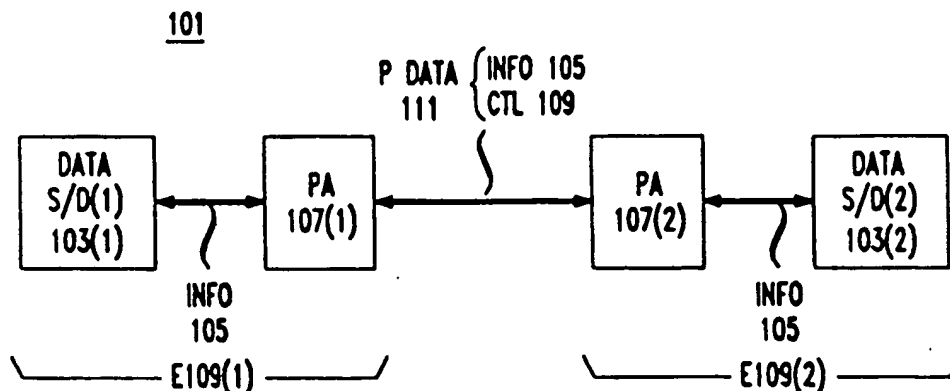 101
P DATA 111 { INFO 105
CTL 109
DATA
S/D(1)
103(1)
PA
107(1)
PA
107(2)
DATA
S/D(2)
103(2)
INFO
105
INFO
105
E109(1)
E109(2)